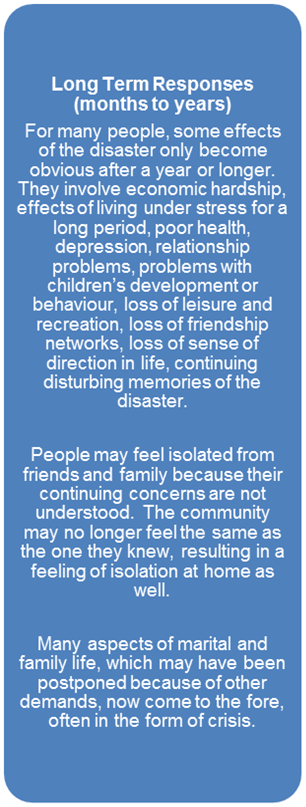 Long Term Responses
(months to years)
For many people, some effects
of the disaster only become
obvious after a year or longer.
They involve economic hardship,
effects of living under stress for a
long period, poor health,
depression, relationship
problems, problems with
children's development or
behaviour, loss of leisure and
recreation, loss of friendship
networks, loss of sense of
direction in life, continuing
disturbing memories of the
disaster.
People may feel isolated from
friends and family because their
continuing concerns are not
understood. The community
may no longer feel the same as
the one they knew, resulting in a
feeling of isolation at home as
well.
Many aspects of marital and
family life, which may have been
postponed because of other
demands, now come to the fore,
often in the form of crisis.